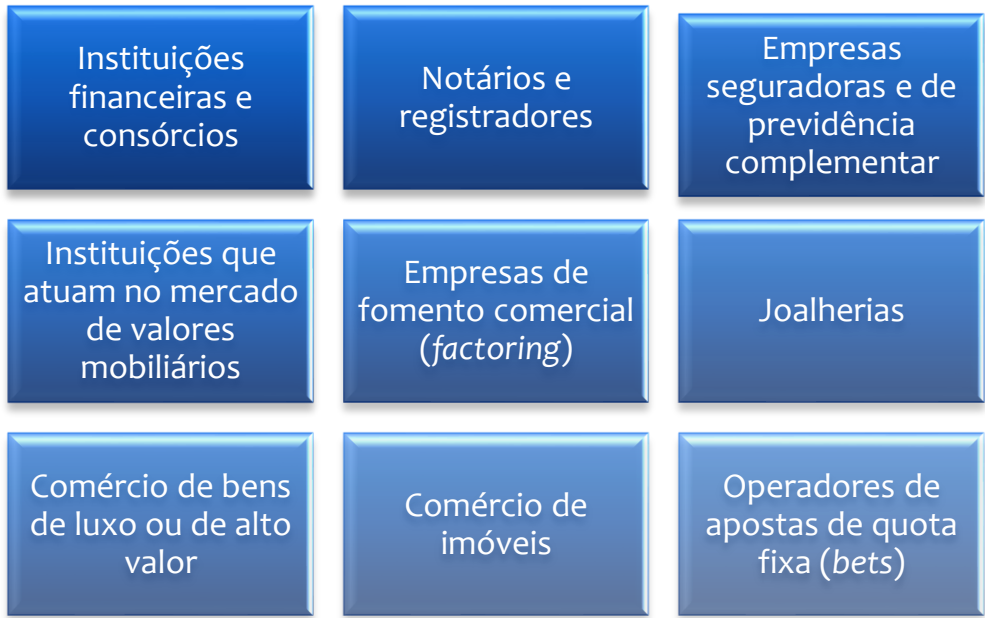 Instituições
financeiras e
consórcios
Notários e
registradores
Empresas
seguradoras e de
previdência
complementar
Instituições que
atuam no mercado
de valores
mobiliários
Empresas de
fomento comercial
(factoring)
Joalherias
Comércio de bens
de luxo ou de alto
valor
Comércio de
imóveis
Operadores de
apostas de quota
fixa (bets)